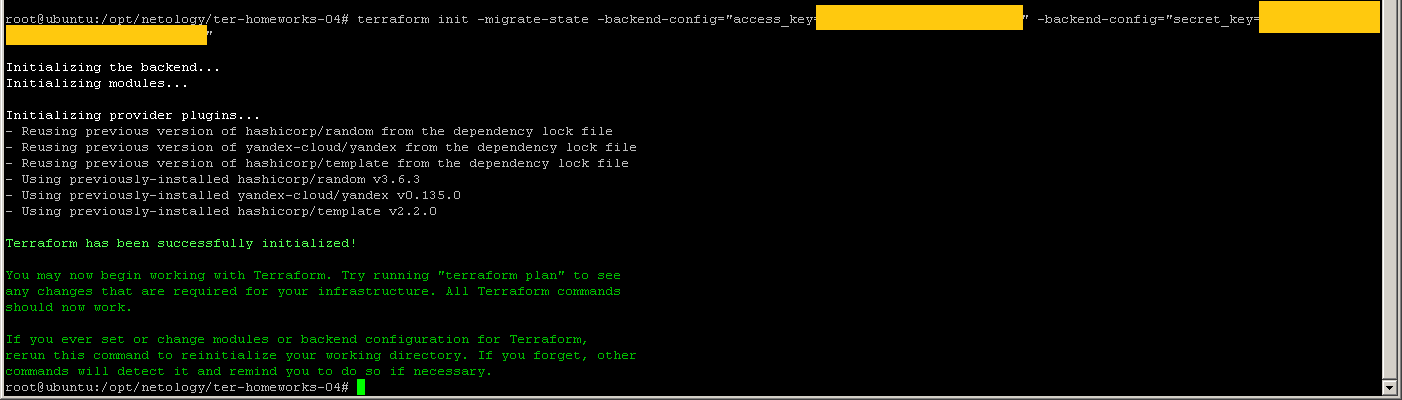 root@ubuntu:/opt/netology/ter-homeworks-04# terraform init -migrate-state -backend-config="access_key=" -backend-config="secret_key=
"
Initializing the backend...
Initializing modules...
Initializing provider plugins...
- Reusing previous version of hashicorp/random from the dependency lock file
- Reusing previous version of yandex-cloud/yandex from the dependency lock file
- Reusing previous version of hashicorp/template from the dependency lock file
- Using previously-installed hashicorp/random v3.6.3
- Using previously-installed yandex-cloud/yandex v0.135.0
- Using previously-installed hashicorp/template v2.2.0
Terraform has been successfully initialized!
You may now begin working with Terraform. Try running "terraform plan" to see
any changes that are required for your infrastructure. All Terraform commands
should now work.
If you ever set or change modules or backend configuration for Terraform,
rerun this command to reinitialize your working directory. If you forget, other
commands will detect it and remind you to do so if necessary.
root@ubuntu:/opt/netology/ter-homeworks-04#